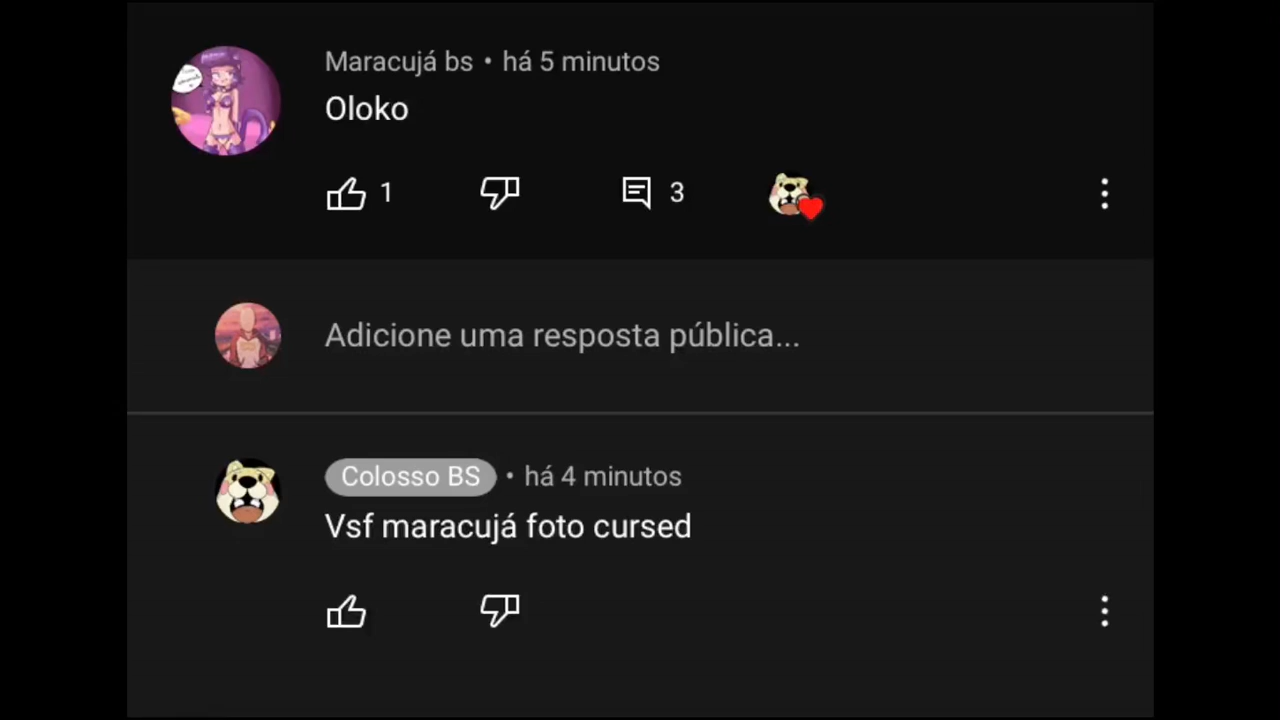 Maracujá bs • há 5 minutos
Oloko
1
3
Adicione uma resposta pública...
Colosso BS • há 4 minutos
Vsf maracujá foto cursed